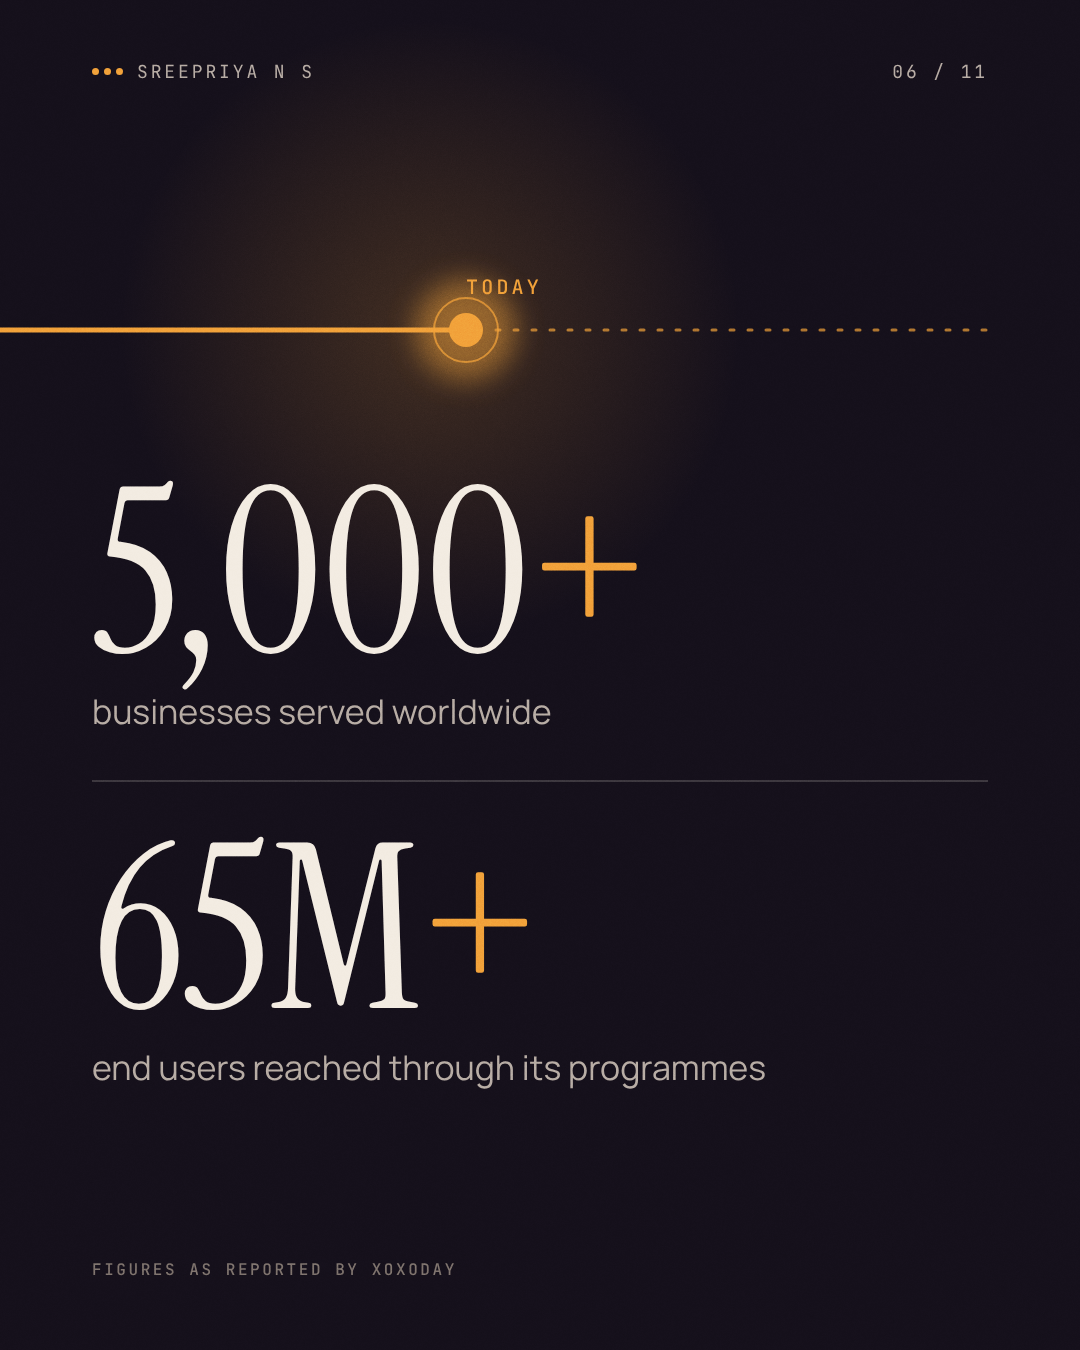 SREEPRIYA N S
06 / 11
TODAY
5,000+
businesses served worldwide
65M+
end users reached through its programmes
FIGURES AS REPORTED BY XOXODAY